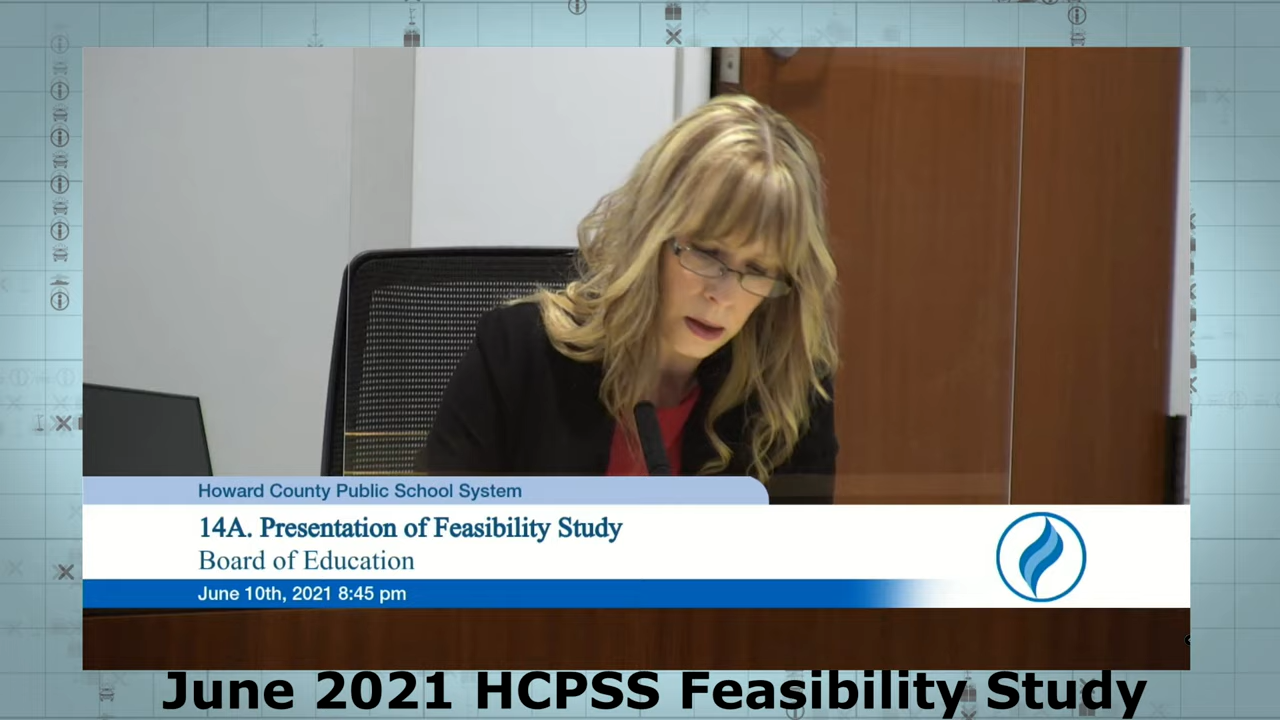 Howard County Public School System
14A. Presentation of Feasibility Study
Board of Education
June 10th, 2021 8:45 pm
June 2021 HCPSS Feasibility Study